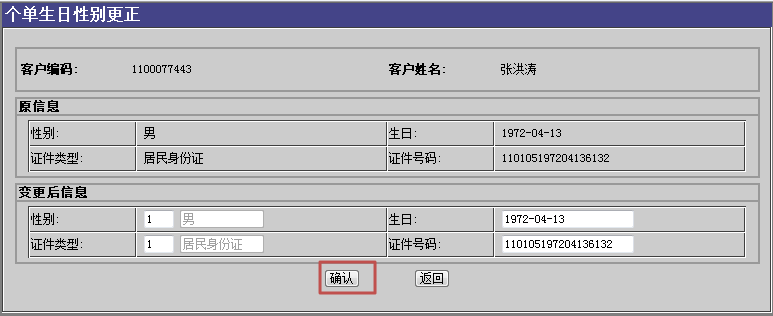 个单生日性别更正
客户编码: 1100077443 客户姓名: 张洪涛
原信息
性别: 男 生日: 1972-04-13
证件类型: 居民身份证 证件号码: 110105197204136132
变更后信息
性别: 1 男 生日: 1972-04-13
证件类型: 1 居民身份证 证件号码: 110105197204136132
确认 返回